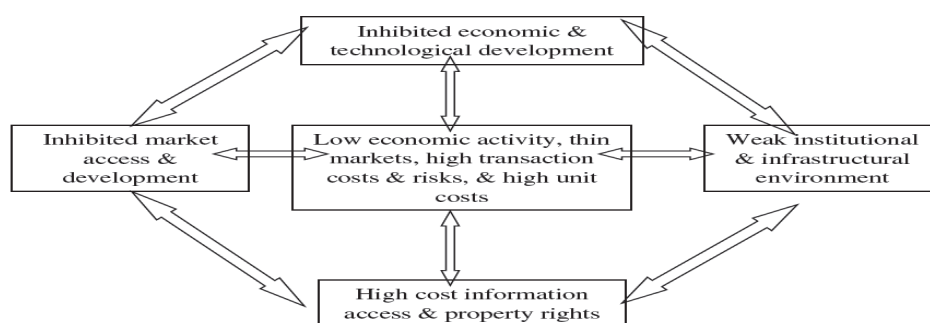 Inhibited economic &
technological development
Inhibited market
access &
development
Low economic activity, thin
markets, high transaction
costs & risks, & high unit
costs
Weak institutional
& infrastructural
environment
High cost information
access & property rights